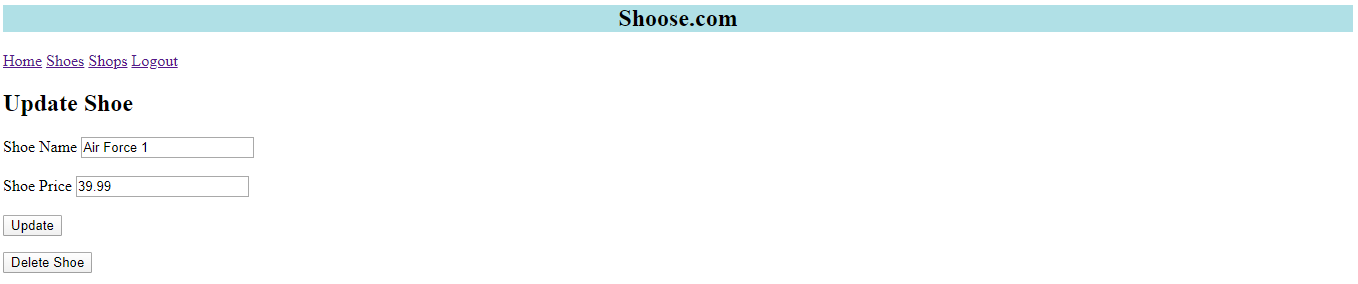 Shoose.com
Home Shoes Shops Logout
Update Shoe
Shoe Name Air Force 1
Shoe Price 39.99
Update
Delete Shoe